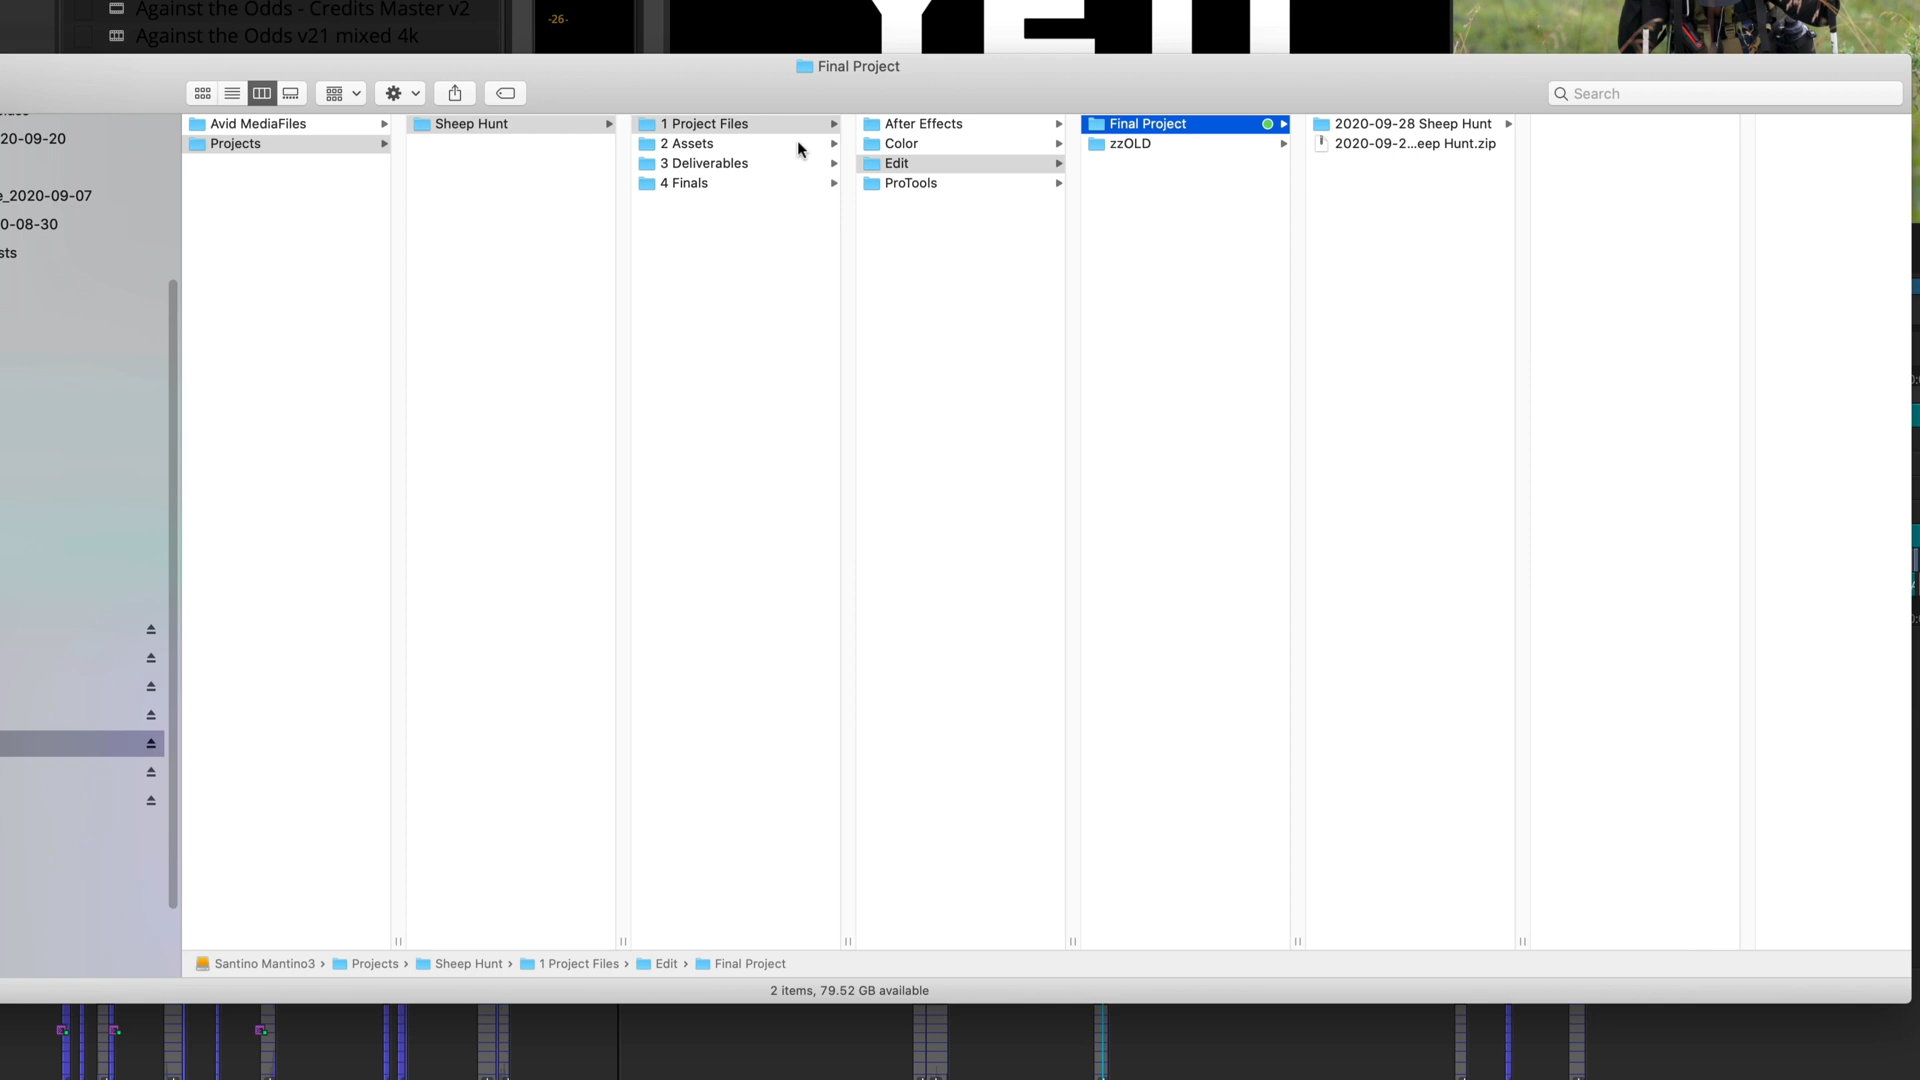 Against the Odds - Credits Master v2
Against the Odds v21 mixed 4k
-26-
YETI
Final Project
Search
20-09-20
e_2020-09-07
0-08-30
sts
Avid MediaFiles
Projects
Sheep Hunt
1 Project Files
2 Assets
3 Deliverables
4 Finals
After Effects
Color
Edit
ProTools
Final Project
zzOLD
2020-09-28 Sheep Hunt
2020-09-2...eep Hunt.zip
Santino Mantino3 › Projects › Sheep Hunt › 1 Project Files › Edit › Final Project
2 items, 79.52 GB available